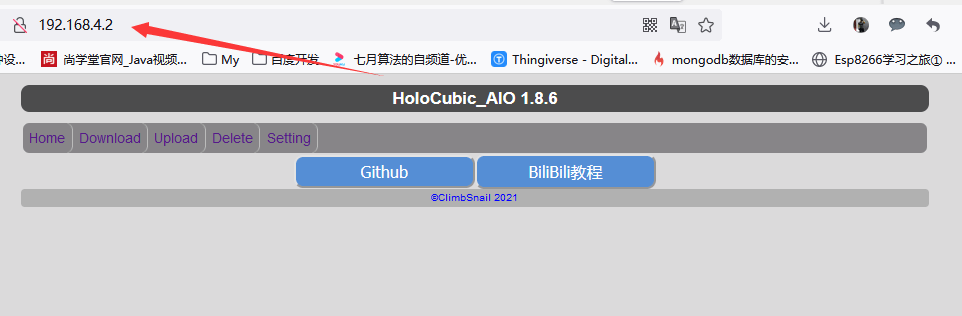 192.168.4.2
设... 尚 尚学堂官网_Java视频... My 百度开发 七月算法的自频道-优... Thingiverse - Digital... mongodb数据库的安... Esp8266学习之旅① ...
HoloCubic_AIO 1.8.6
Home Download Upload Delete Setting
Github BiliBili教程
©ClimbSnail 2021